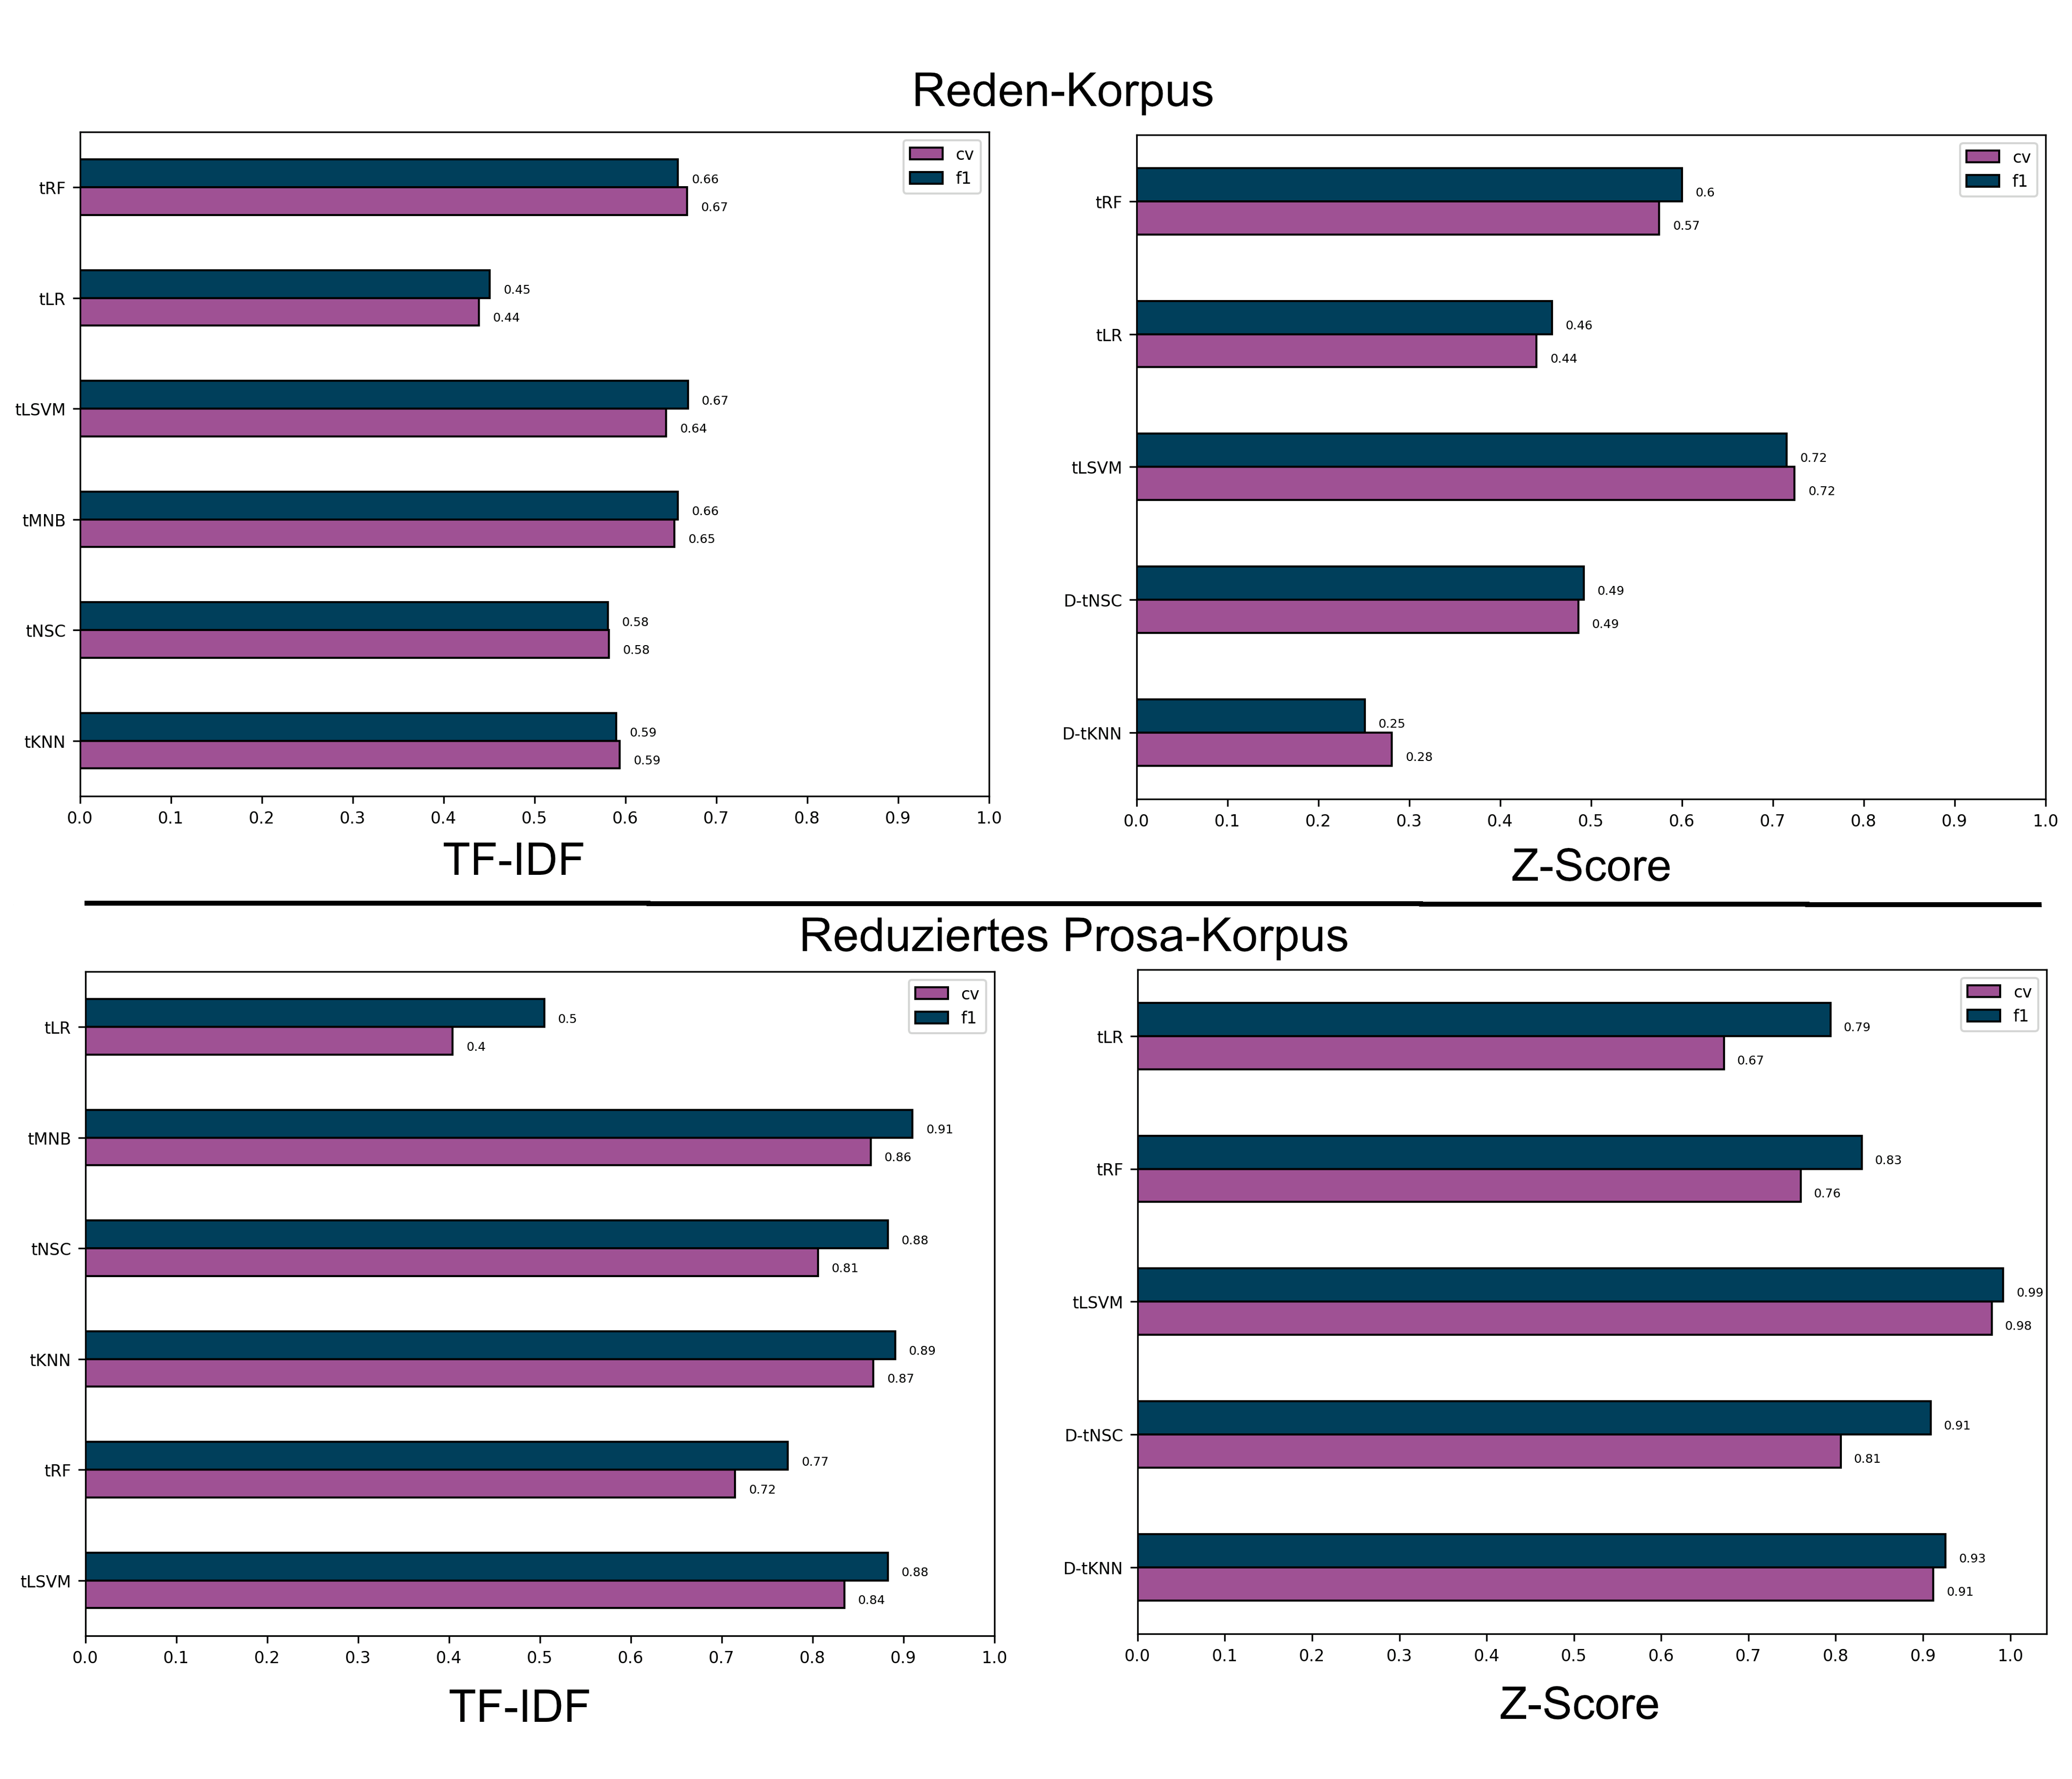 Reden-Korpus
cv
f1
tRF
0.66
0.67
tLR
0.45
0.44
tLSVM
0.67
0.64
tMNB
0.66
0.65
tNSC
0.58
0.58
tKNN
0.59
0.59
0.0 0.1 0.2 0.3 0.4 0.5 0.6 0.7 0.8 0.9 1.0
TF-IDF
cv
f1
tRF
0.6
0.57
tLR
0.46
0.44
tLSVM
0.72
0.72
D-tNSC
0.49
0.49
D-tKNN
0.25
0.28
0.0 0.1 0.2 0.3 0.4 0.5 0.6 0.7 0.8 0.9 1.0
Z-Score
Reduziertes Prosa-Korpus
cv
f1
tLR
0.5
0.4
tMNB
0.91
0.86
tNSC
0.88
0.81
tKNN
0.89
0.87
tRF
0.77
0.72
tLSVM
0.88
0.84
0.0 0.1 0.2 0.3 0.4 0.5 0.6 0.7 0.8 0.9 1.0
TF-IDF
cv
f1
tLR
0.79
0.67
tRF
0.83
0.76
tLSVM
0.99
0.98
D-tNSC
0.91
0.81
D-tKNN
0.93
0.91
0.0 0.1 0.2 0.3 0.4 0.5 0.6 0.7 0.8 0.9 1.0
Z-Score